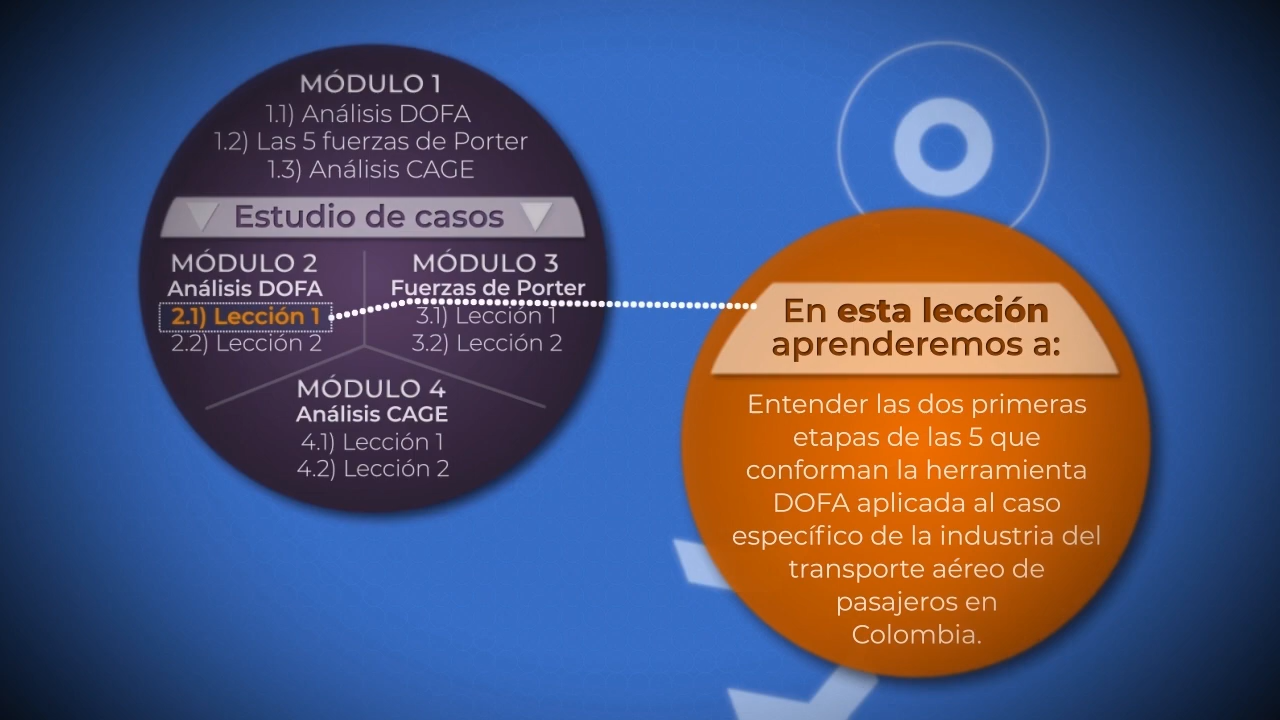 MÓDULO 1
1.1) Análisis DOFA
1.2) Las 5 fuerzas de Porter
1.3) Análisis CAGE
Estudio de casos
MÓDULO 2
Análisis DOFA
2.1) Lección 1
2.2) Lección 2
MÓDULO 3
Fuerzas de Porter
3.1) Lección 1
3.2) Lección 2
MÓDULO 4
Análisis CAGE
4.1) Lección 1
4.2) Lección 2
En esta lección
aprenderemos a:
Entender las dos primeras
etapas de las 5 que
conforman la herramienta
DOFA aplicada al caso
específico de la industria del
transporte aéreo de
pasajeros en
Colombia.